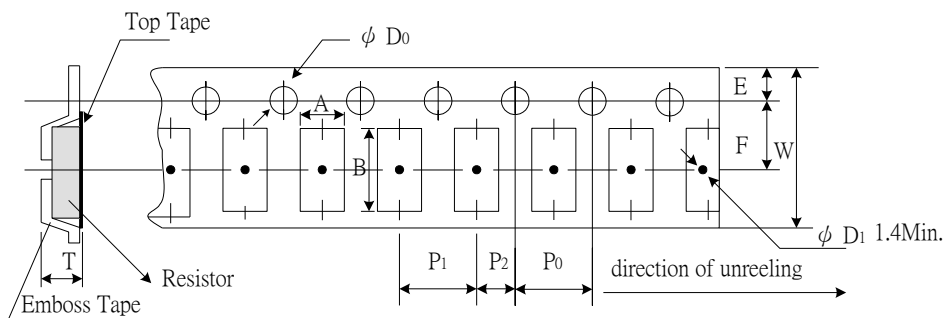 Top Tape
ϕ D0
A
E
F
W
B
ϕ D1 1.4Min.
T
Resistor
P1
P2
P0
direction of unreeling
Emboss Tape